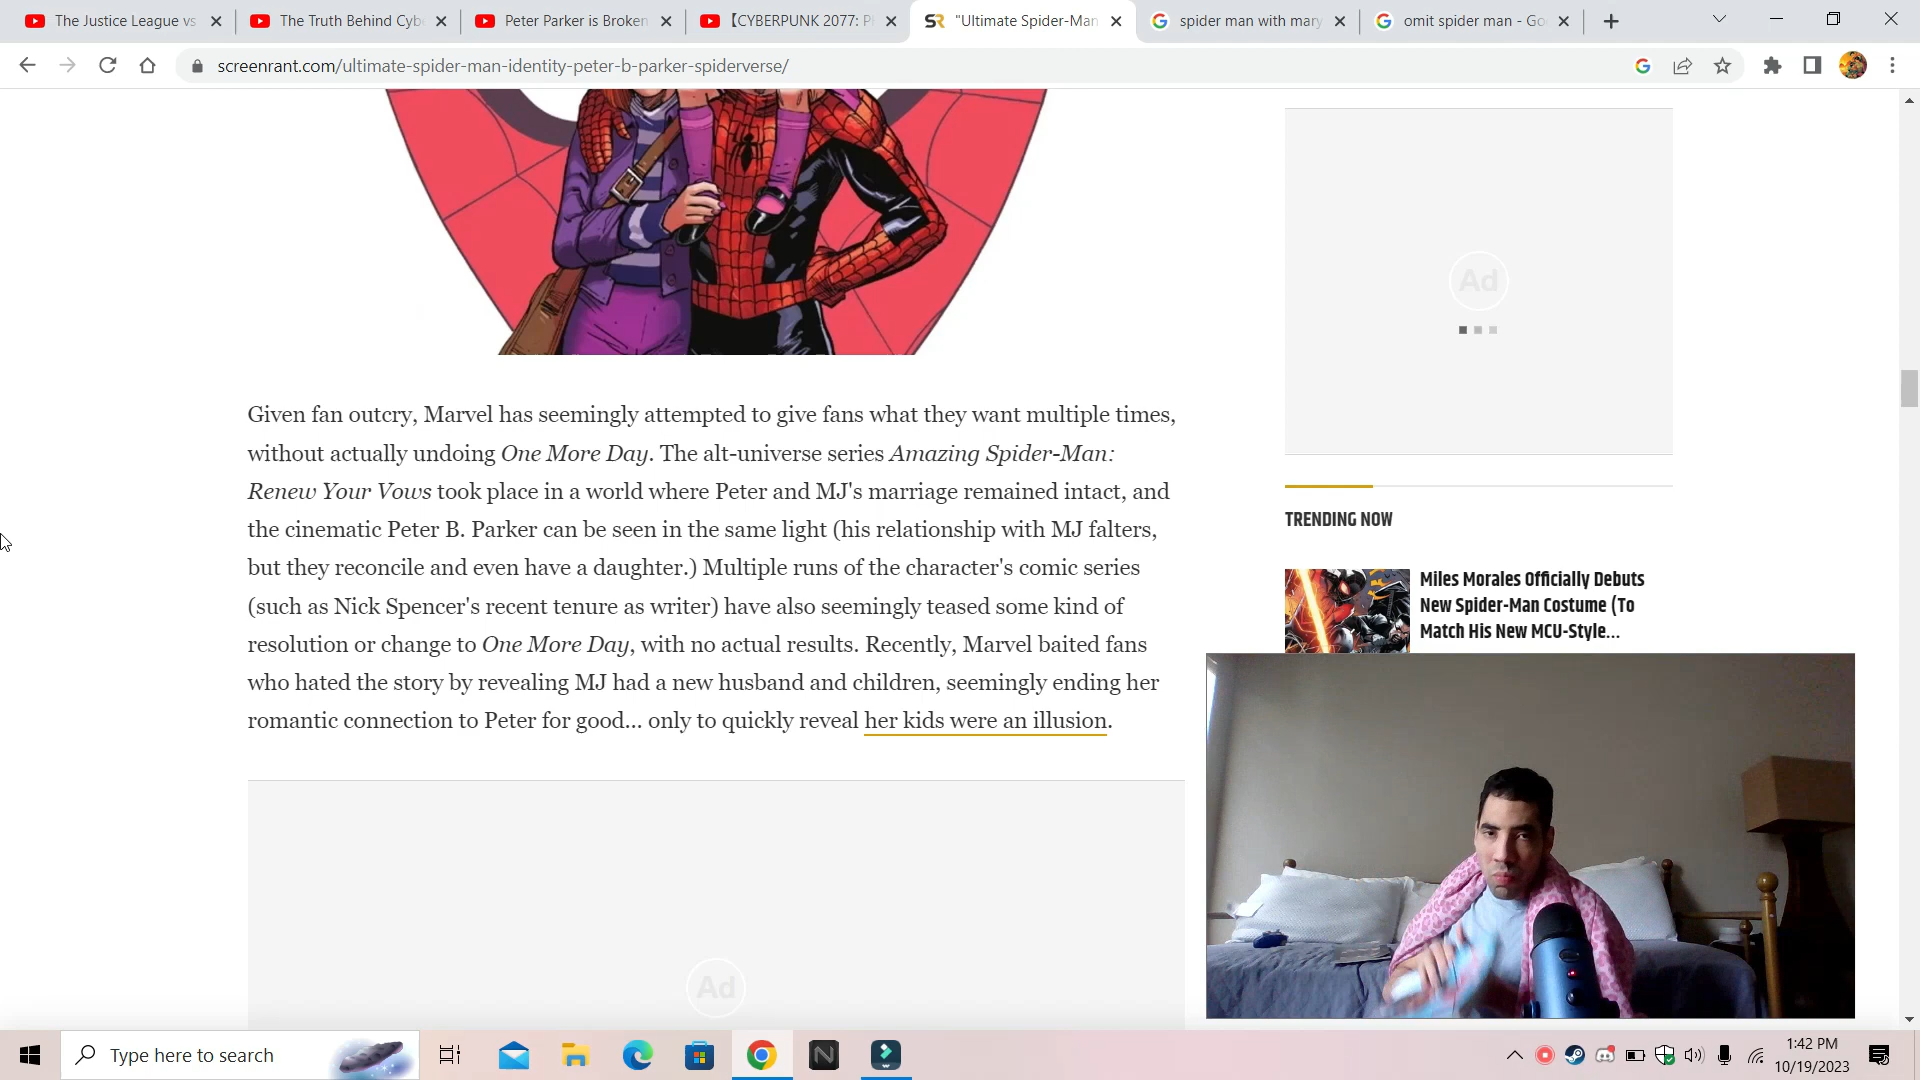 The Justice League vs
The Truth Behind Cybe
Peter Parker is Broken
【CYBERPUNK 2077: P
"Ultimate Spider-Man
spider man with mary
omit spider man - Go
screenrant.com/ultimate-spider-man-identity-peter-b-parker-spiderverse/
Given fan outcry, Marvel has seemingly attempted to give fans what they want multiple times,
without actually undoing One More Day. The alt-universe series Amazing Spider-Man:
Renew Your Vows took place in a world where Peter and MJ's marriage remained intact, and
the cinematic Peter B. Parker can be seen in the same light (his relationship with MJ falters,
but they reconcile and even have a daughter.) Multiple runs of the character's comic series
(such as Nick Spencer's recent tenure as writer) have also seemingly teased some kind of
resolution or change to One More Day, with no actual results. Recently, Marvel baited fans
who hated the story by revealing MJ had a new husband and children, seemingly ending her
romantic connection to Peter for good... only to quickly reveal her kids were an illusion.
Ad
Ad
TRENDING NOW
Miles Morales Officially Debuts
New Spider-Man Costume (To
Match His New MCU-Style...
Type here to search
1:42 PM
10/19/2023